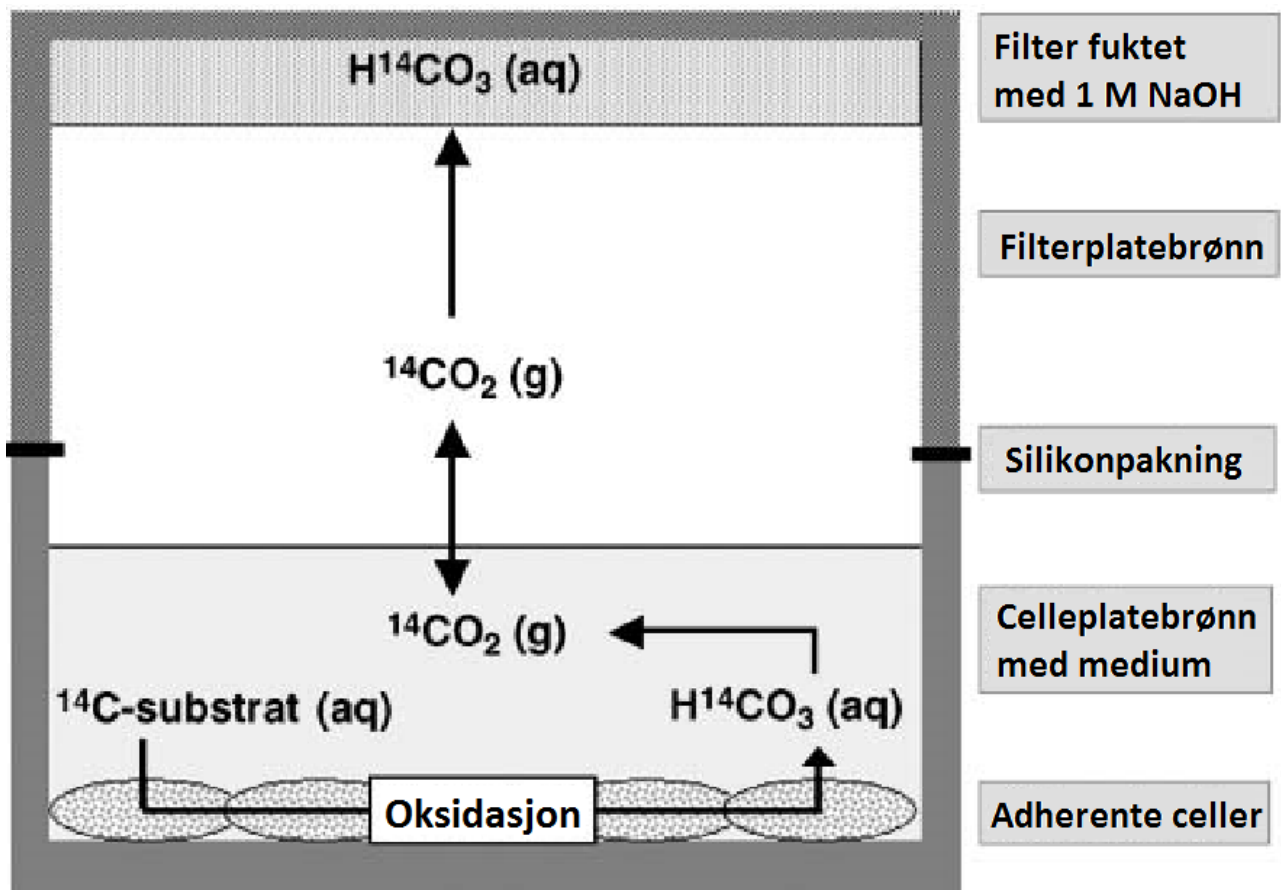 H¹⁴CO₃ (aq)
Filter fuktet
med 1 M NaOH
Filterplatebrønn
¹⁴CO₂ (g)
Silikonpakning
¹⁴CO₂ (g)
Celleplatebrønn
med medium
¹⁴C-substrat (aq)
H¹⁴CO₃ (aq)
Oksidasjon
Adherente celler